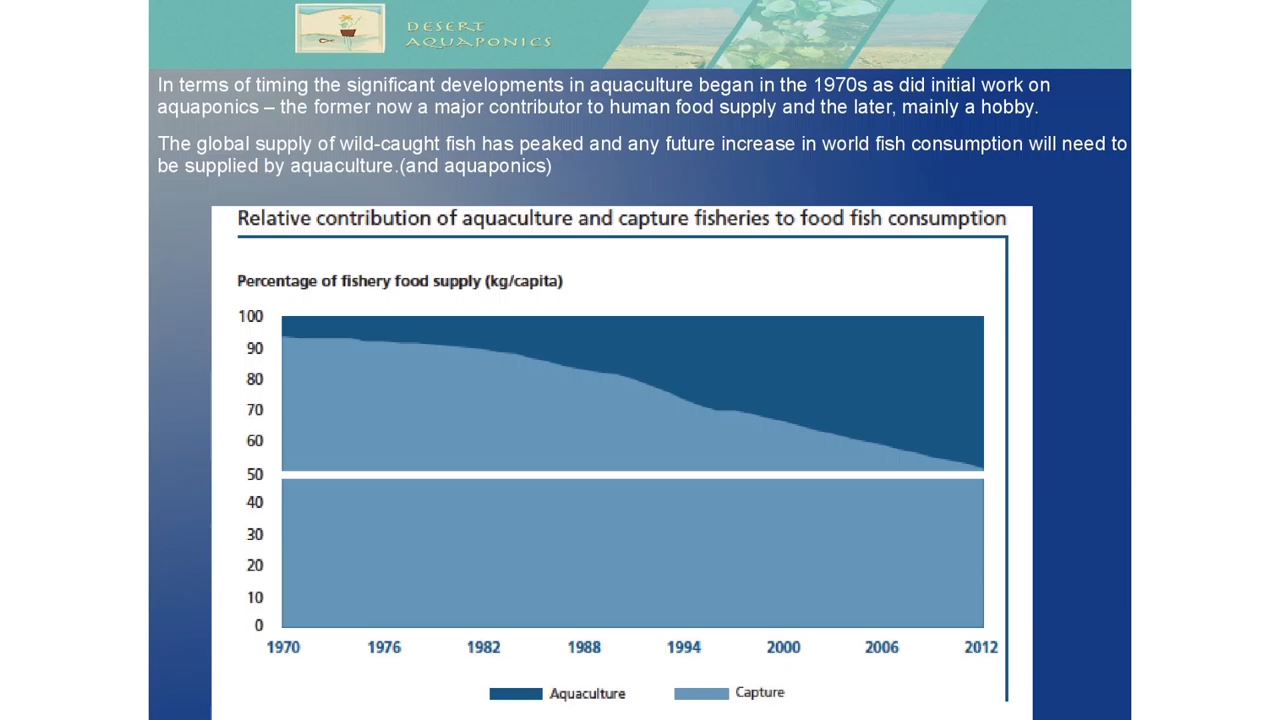 DESERT
AQUAPONICS
In terms of timing the significant developments in aquaculture began in the 1970s as did initial work on
aquaponics – the former now a major contributor to human food supply and the later, mainly a hobby.
The global supply of wild-caught fish has peaked and any future increase in world fish consumption will need to
be supplied by aquaculture.(and aquaponics)
Relative contribution of aquaculture and capture fisheries to food fish consumption
Percentage of fishery food supply (kg/capita)
100
90
80
70
60
50
40
30
20
10
0
1970 1976 1982 1988 1994 2000 2006 2012
Aquaculture Capture